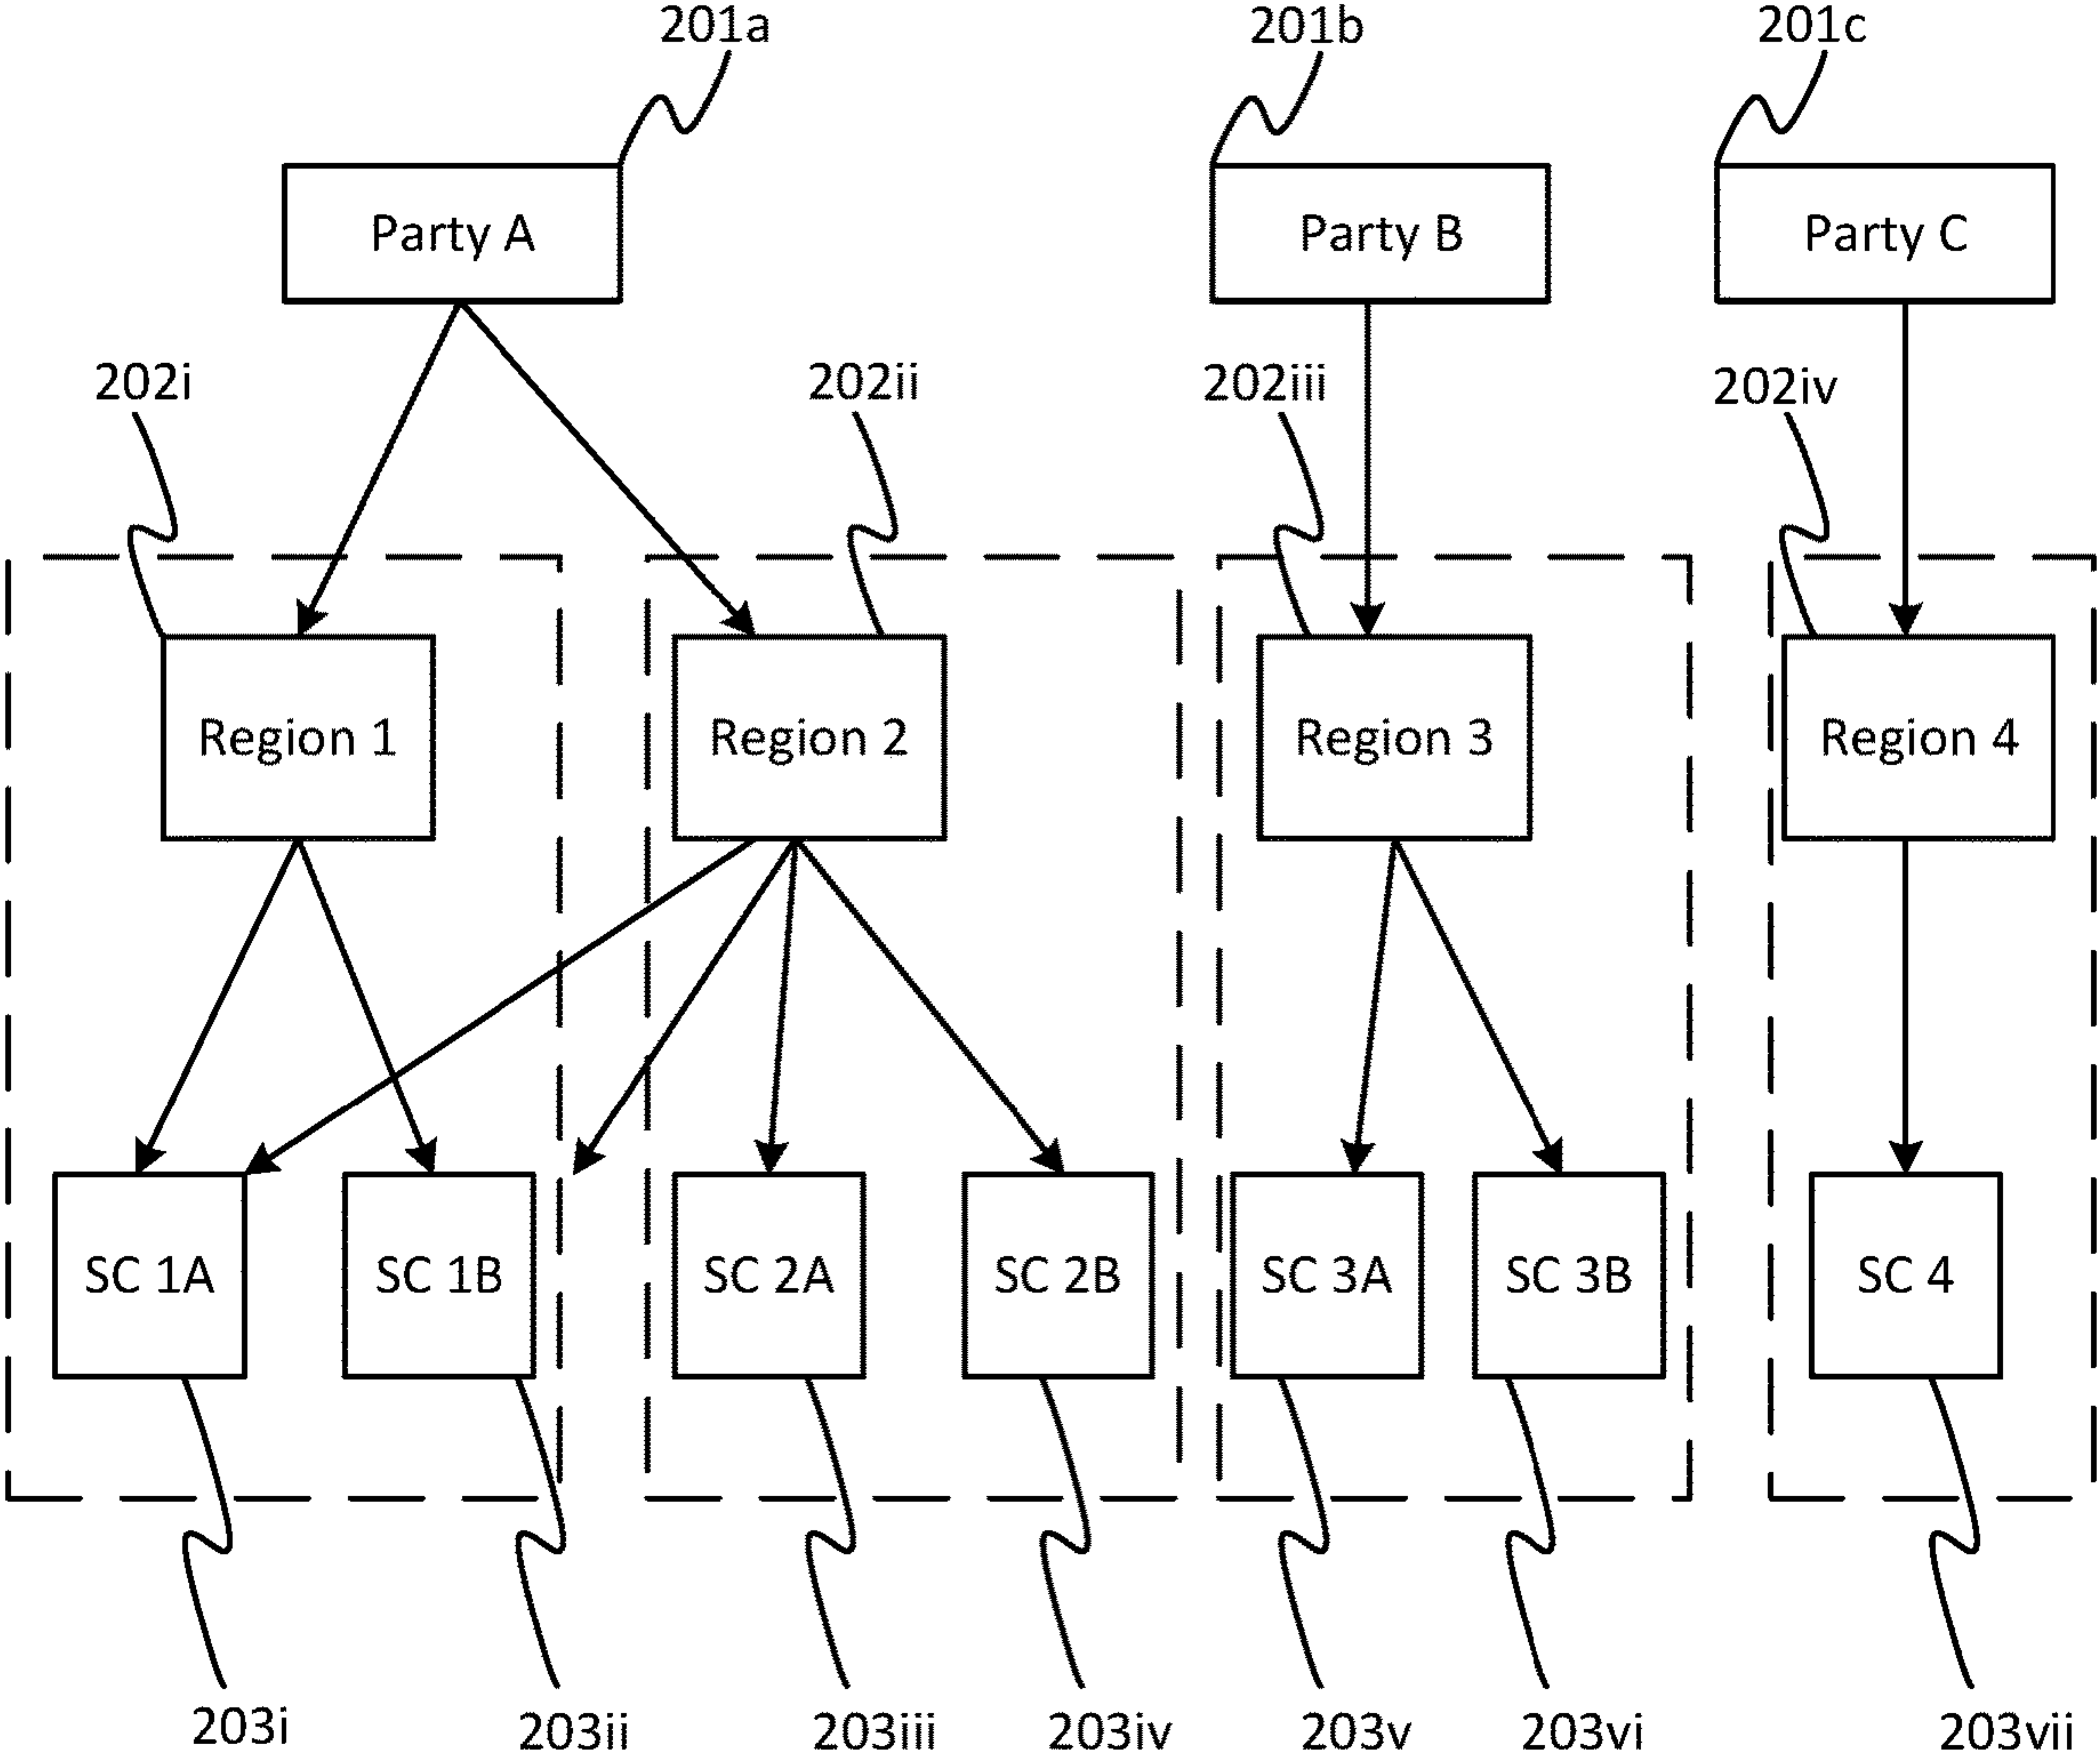 201a
201b
201c
Party A
Party B
Party C
202i
202ii
202iii
202iv
Region 1
Region 2
Region 3
Region 4
SC 1A
SC 1B
SC 2A
SC 2B
SC 3A
SC 3B
SC 4
203i
203ii
203iii
203iv
203v
203vi
203vii